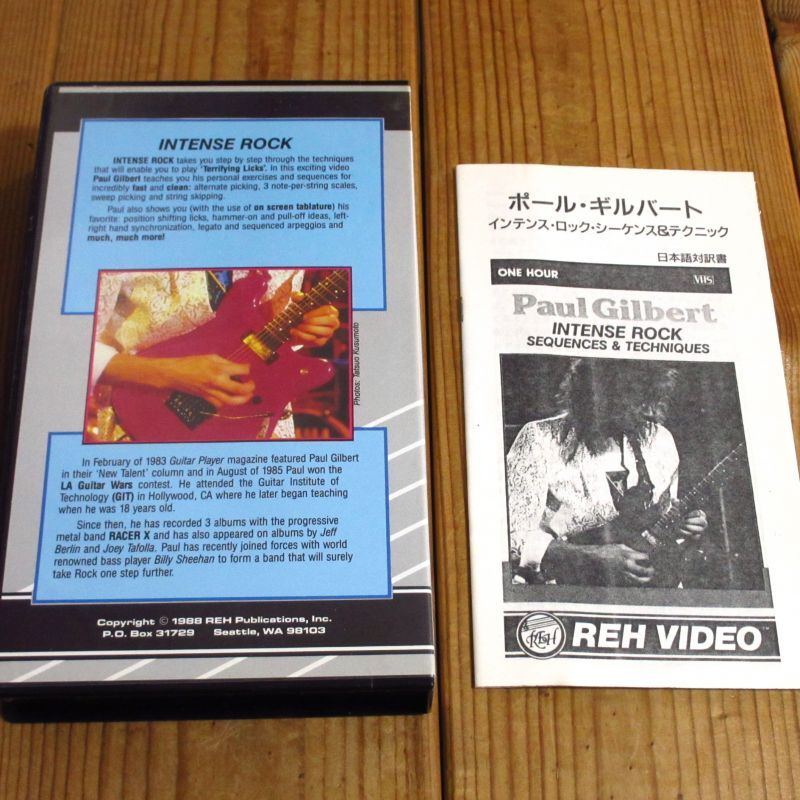 INTENSE ROCK
INTENSE ROCK takes you step by step through the techniques
that will enable you to play 'Terrifying Licks'. In this exciting video
Paul Gilbert teaches you his personal exercises and sequences for
incredibly fast and clean: alternate picking, 3 note-per-string scales,
sweep picking and string skipping.
Paul also shows you (with the use of on screen tablature) his
favorite: position shifting licks, hammer-on and pull-off ideas, left-
right hand synchronization, legato and sequenced arpeggios and
much, much more!
Photos: Tatsuo Kusumoto
In February of 1983 Guitar Player magazine featured Paul Gilbert
in their 'New Talent' column and in August of 1985 Paul won the
LA Guitar Wars contest. He attended the Guitar Institute of
Technology (GIT) in Hollywood, CA where he later began teaching
when he was 18 years old.
Since then, he has recorded 3 albums with the progressive
metal band RACER X and has also appeared on albums by Jeff
Berlin and Joey Tafolla. Paul has recently joined forces with world
renowned bass player Billy Sheehan to form a band that will surely
take Rock one step further.
Copyright © 1988 REH Publications, Inc.
P.O. Box 31729 Seattle, WA 98103
ポール・ギルバート
インテンス・ロック・シーケンス&テクニック
日本語対訳書
ONE HOUR VHS
Paul Gilbert
INTENSE ROCK
SEQUENCES & TECHNIQUES
REH REH VIDEO™